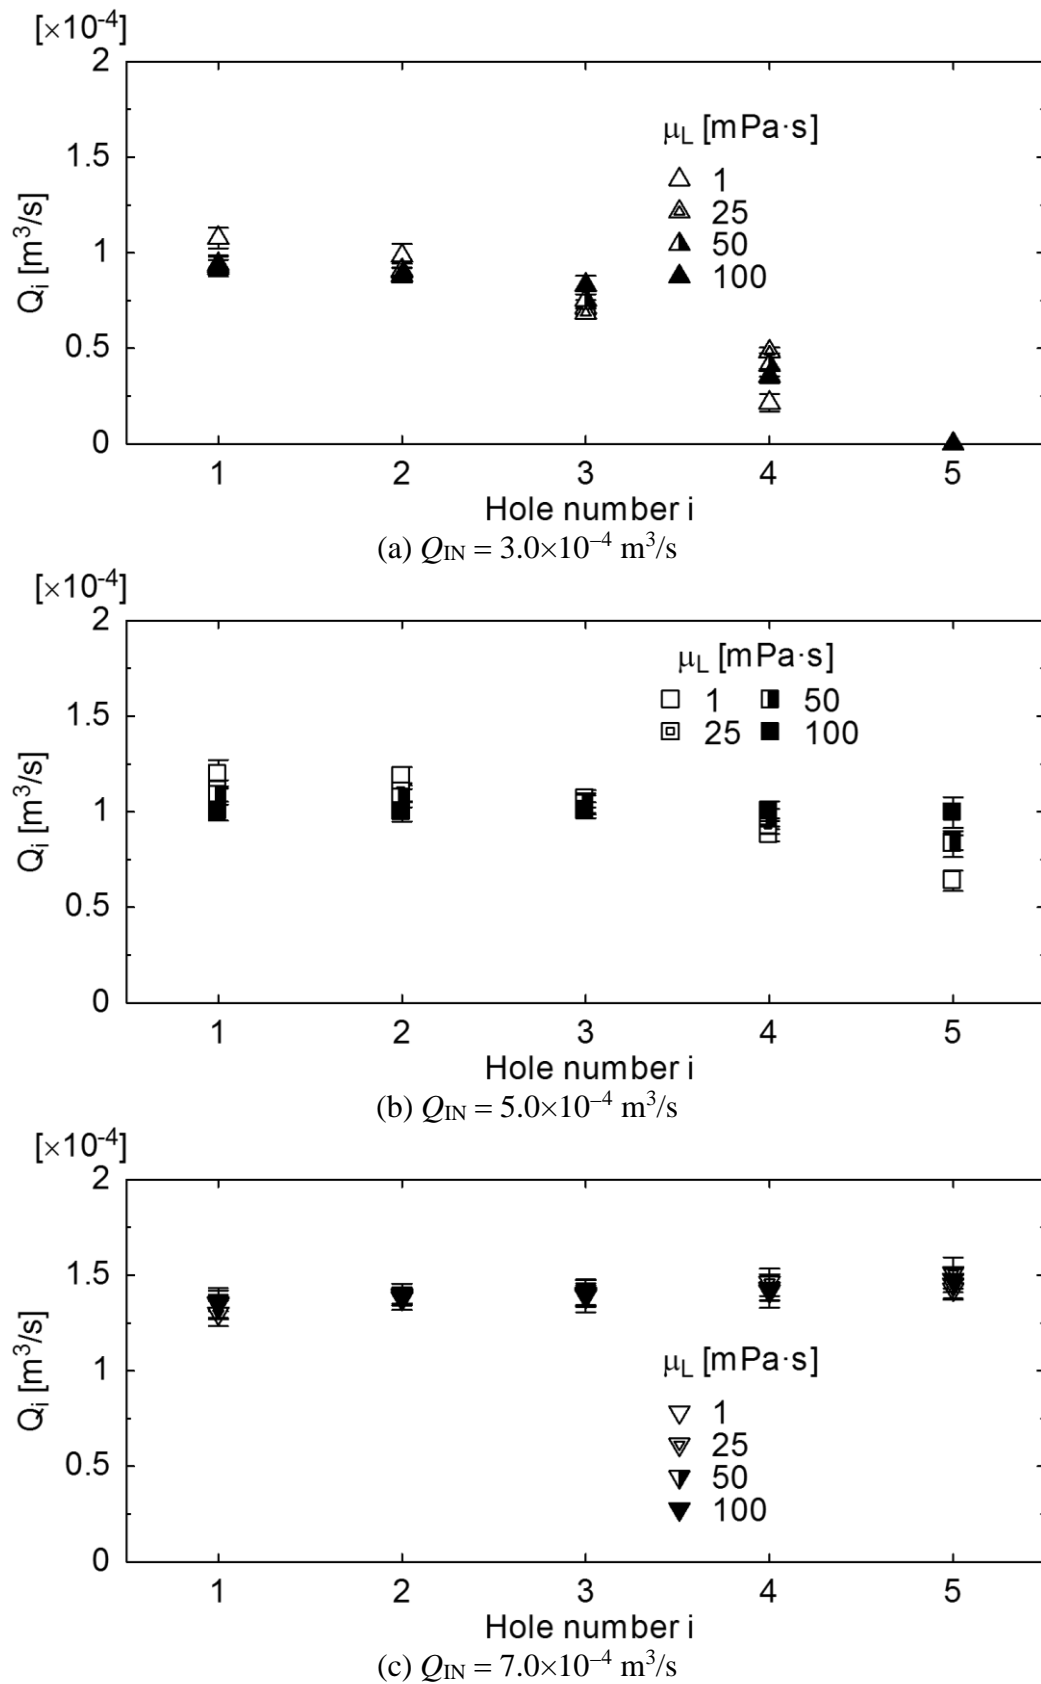 [×10-4]
2
1.5
1
0.5
0
Qi [m3/s]
μL [mPa·s]
1
25
50
100
1 2 3 4 5
Hole number i
(a) QIN = 3.0×10–4 m3/s
[×10-4]
2
1.5
1
0.5
0
Qi [m3/s]
μL [mPa·s]
1 50
25 100
1 2 3 4 5
Hole number i
(b) QIN = 5.0×10–4 m3/s
[×10-4]
2
1.5
1
0.5
0
Qi [m3/s]
μL [mPa·s]
1
25
50
100
1 2 3 4 5
Hole number i
(c) QIN = 7.0×10–4 m3/s